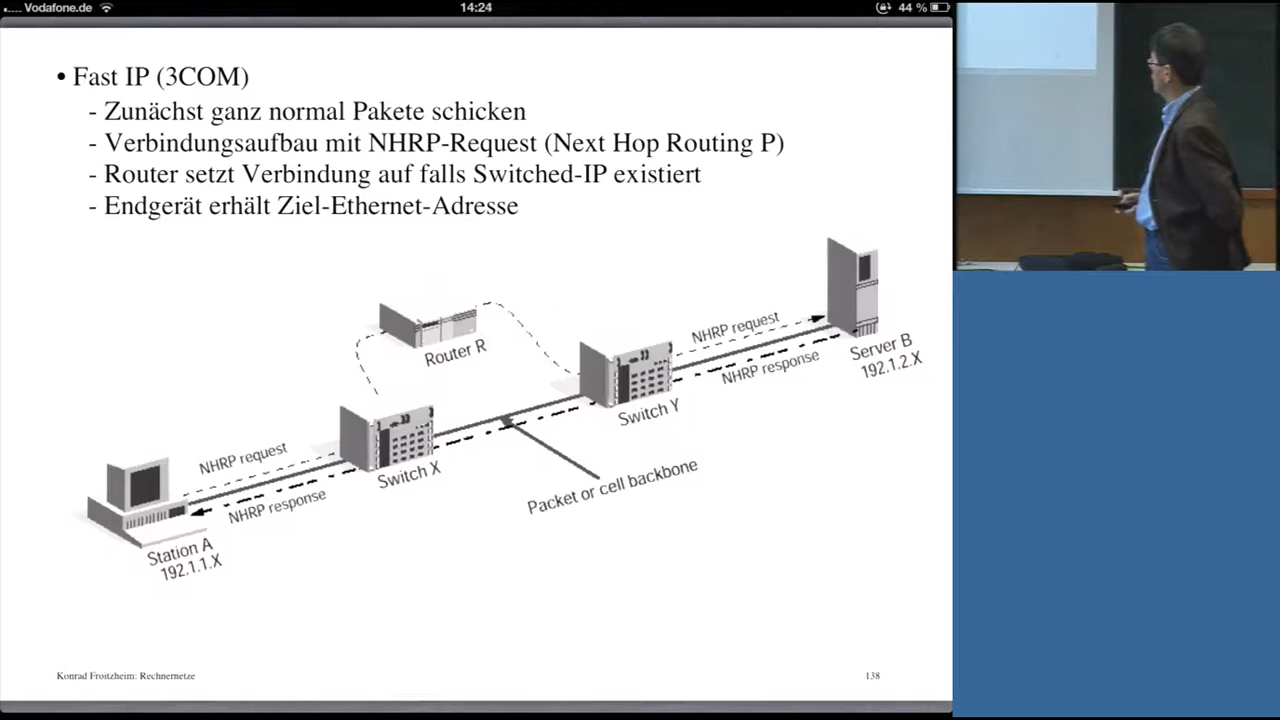 Vodafone.de
14:24
44 %
• Fast IP (3COM)
- Zunächst ganz normal Pakete schicken
- Verbindungsaufbau mit NHRP-Request (Next Hop Routing P)
- Router setzt Verbindung auf falls Switched-IP existiert
- Endgerät erhält Ziel-Ethernet-Adresse
Router R
NHRP request
NHRP response
Server B
192.1.2.X
Switch Y
NHRP request
Switch X
NHRP response
Packet or cell backbone
Station A
192.1.1.X
Konrad Froitzheim: Rechnernetze
138